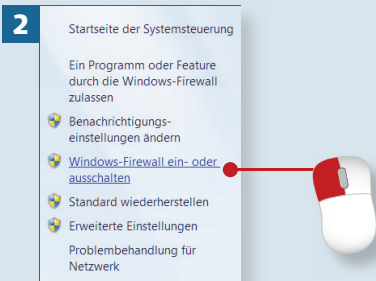 2
Startseite der Systemsteuerung
Ein Programm oder Feature
durch die Windows-Firewall
zulassen
Benachrichtigungs-
einstellungen ändern
Windows-Firewall ein- oder
ausschalten
Standard wiederherstellen
Erweiterte Einstellungen
Problembehandlung für
Netzwerk